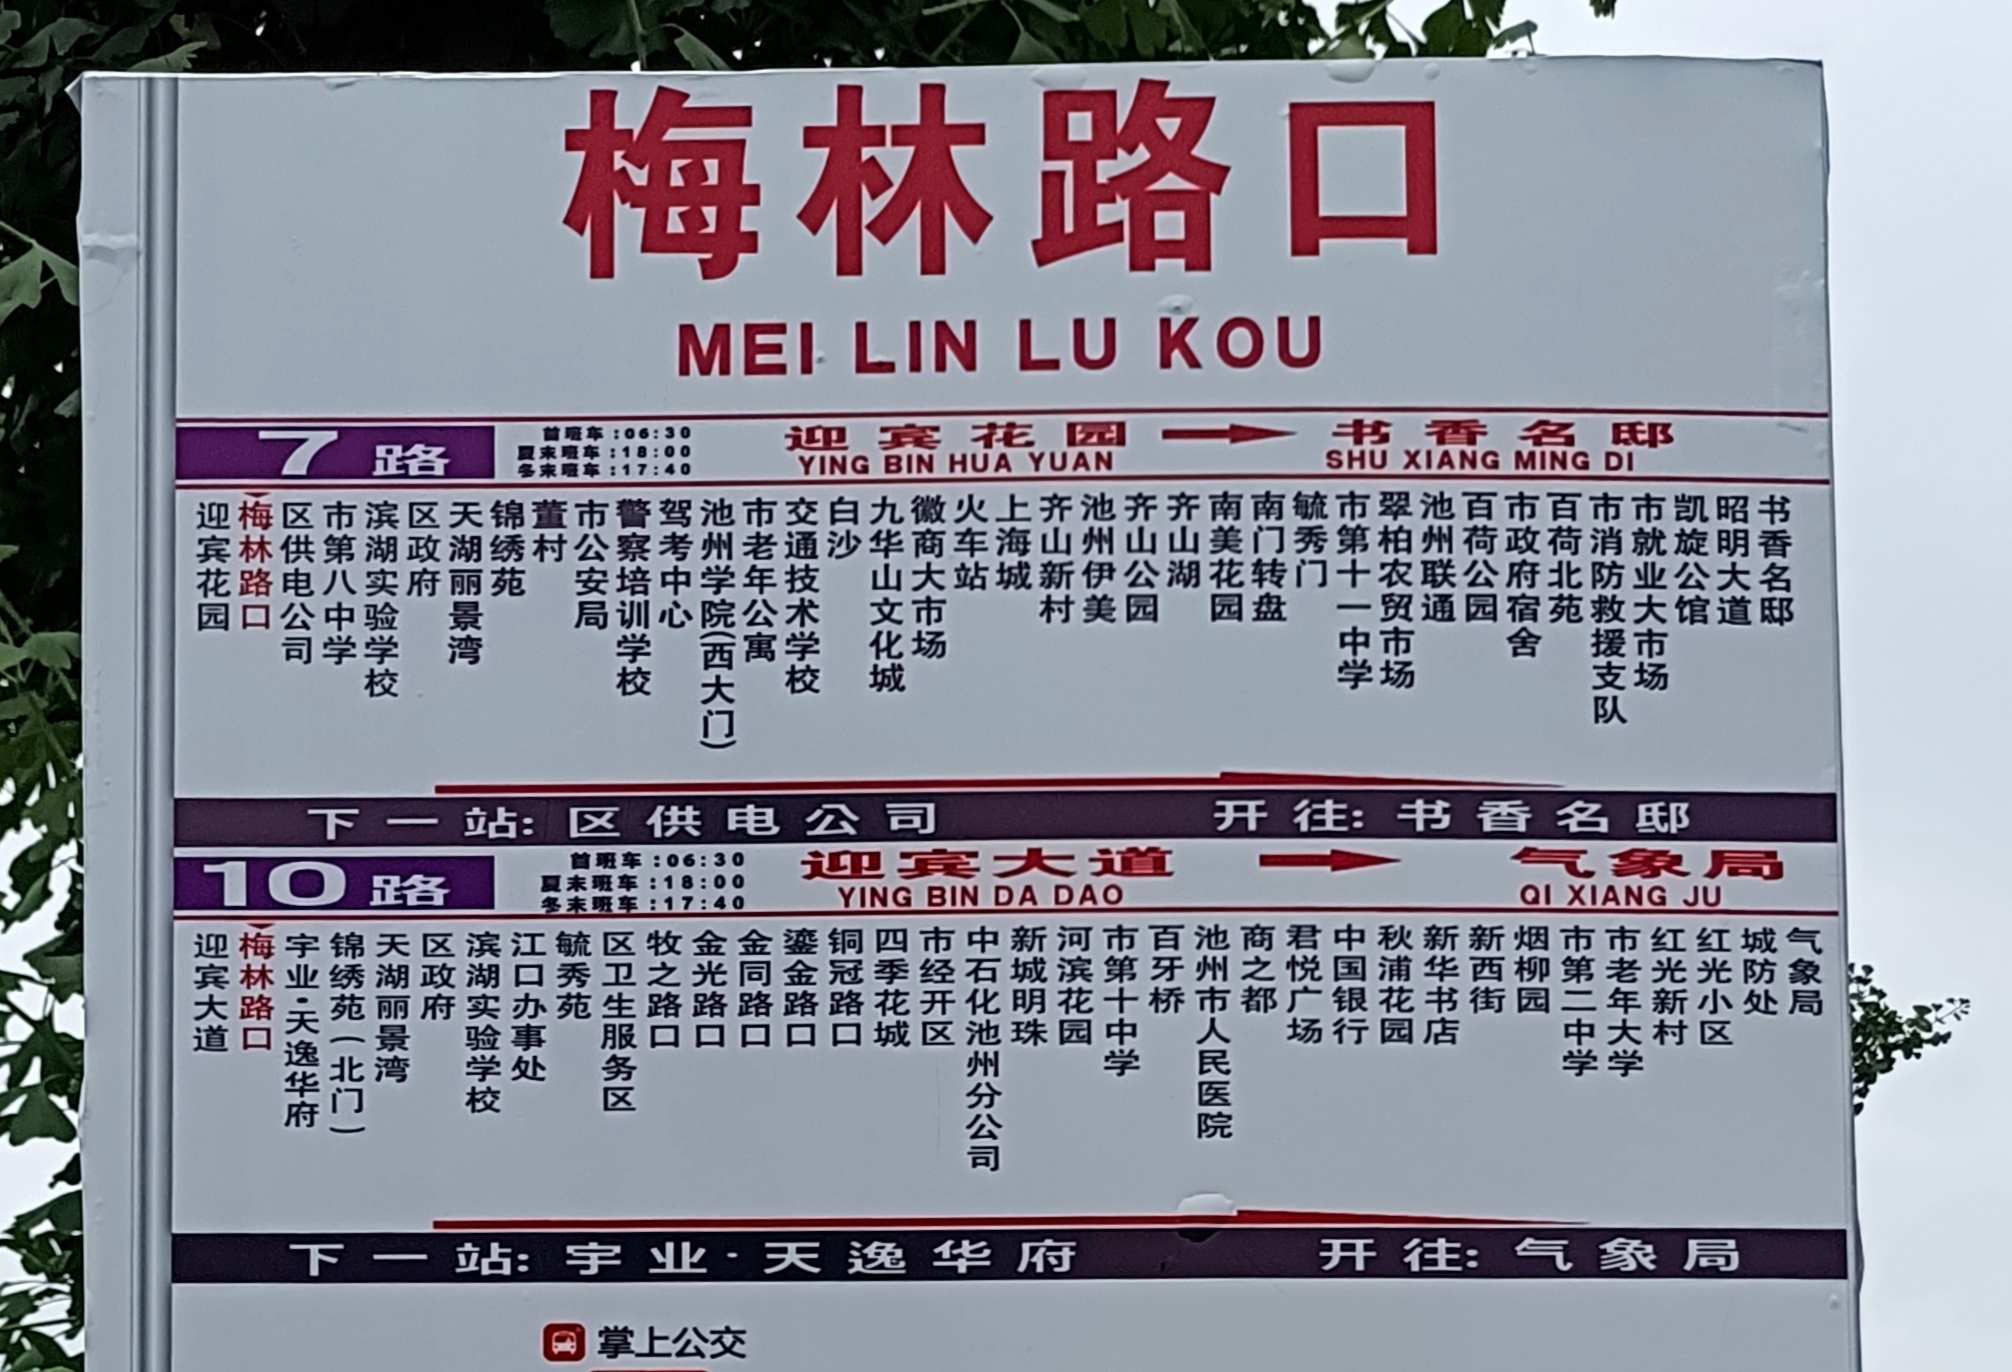 梅林路口
MEI LIN LU KOU
7路
首班车:06:30
夏末班车:18:00
冬末班车:17:40
迎宾花园 书香名邸
YING BIN HUA YUAN SHU XIANG MING DI
迎宾花园
梅林路口
区供电公司
市第八中学
滨湖实验学校
区政府
天湖丽景湾
锦绣苑
董村
市公安局
警察培训学校
驾考中心
池州学院(西大门)
市老年公寓
交通技术学校
白沙
九华山文化城
徽商大市场
火车站
上海城
齐山新村
池州伊美
齐山公园
齐山湖
南美花园
南门转盘
毓秀门
市第十一中学
翠柏农贸市场
池州联通
百荷公园
市政府宿舍
百荷北苑
市消防救援支队
市就业大市场
凯旋公馆
昭明大道
书香名邸
下一站:区供电公司 开往:书香名邸
10路
首班车:06:30
夏末班车:18:00
冬末班车:17:40
迎宾大道 气象局
YING BIN DA DAO QI XIANG JU
迎宾大道
梅林路口
宇业·天逸华府
锦绣苑(北门)
天湖丽景湾
区政府
滨湖实验学校
江口办事处
毓秀苑
区卫生服务区
牧之路口
金光路口
金同路口
鎏金路口
铜冠路口
四季花城
市经开区
中石化池州分公司
新城明珠
河滨花园
市第十中学
百牙桥
池州市人民医院
商之都
君悦广场
中国银行
秋浦花园
新华书店
新西街
烟柳园
市第二中学
市老年大学
红光新村
红光小区
城防处
气象局
下一站:宇业·天逸华府 开往:气象局
掌上公交